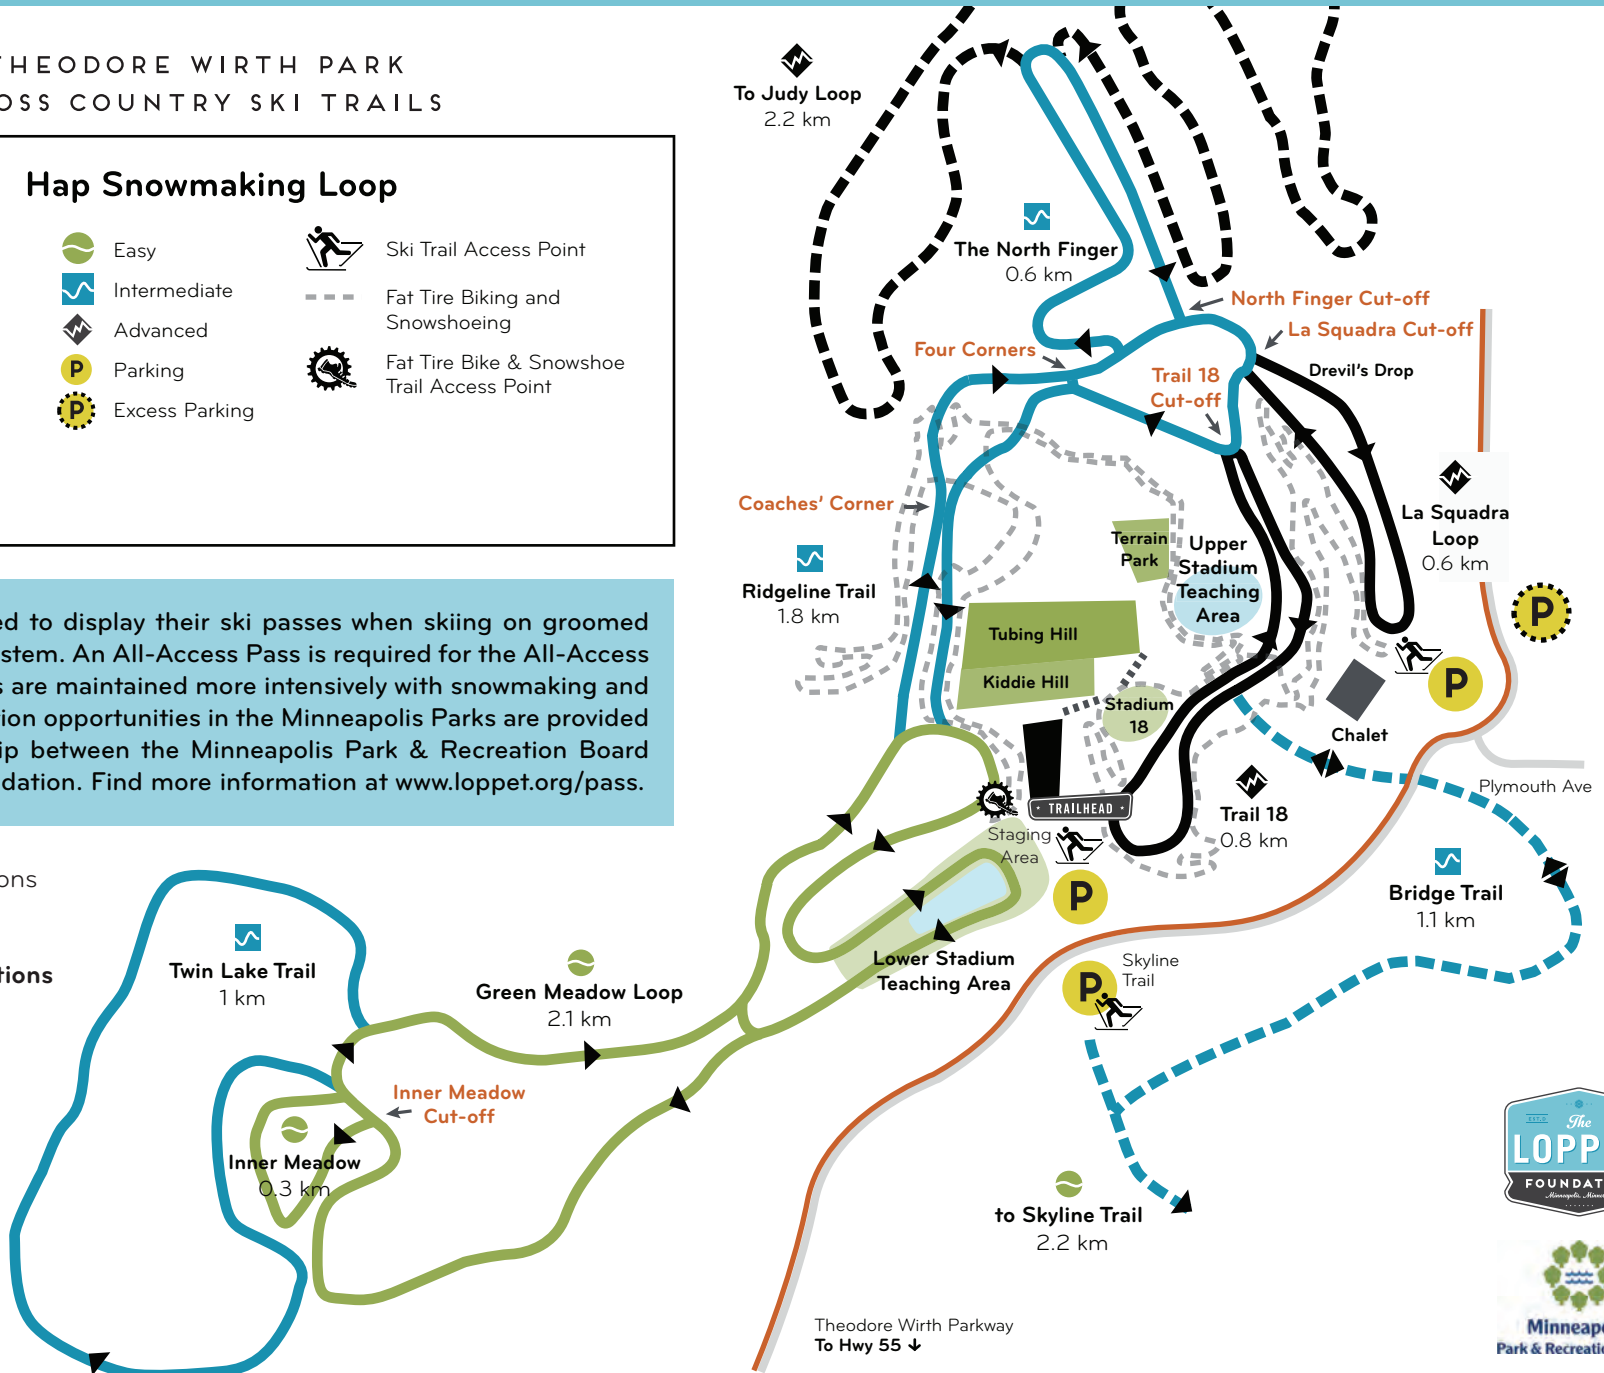 THEODORE WIRTH PARK
OSS COUNTRY SKI TRAILS
Hap Snowmaking Loop
Easy
Intermediate
Advanced
P Parking
P Excess Parking
Ski Trail Access Point
Fat Tire Biking and
Snowshoeing
Fat Tire Bike & Snowshoe
Trail Access Point
ed to display their ski passes when skiing on groomed
stem. An All-Access Pass is required for the All-Access
s are maintained more intensively with snowmaking and
tion opportunities in the Minneapolis Parks are provided
ip between the Minneapolis Park & Recreation Board
ndation. Find more information at www.loppet.org/pass.
ons
tions
To Judy Loop
2.2 km
The North Finger
0.6 km
North Finger Cut-off
La Squadra Cut-off
Four Corners
Drevil's Drop
Trail 18
Cut-off
Coaches' Corner
La Squadra
Loop
0.6 km
Terrain
Park
Upper
Stadium
Teaching
Area
Ridgeline Trail
1.8 km
P
Tubing Hill
Kiddie Hill
P
Stadium
18
Chalet
Plymouth Ave
TRAILHEAD
Trail 18
0.8 km
Staging
Area
P
Bridge Trail
1.1 km
Lower Stadium
Teaching Area
Skyline
Trail
P
Twin Lake Trail
1 km
Green Meadow Loop
2.1 km
Inner Meadow
Cut-off
Inner Meadow
0.3 km
to Skyline Trail
2.2 km
Theodore Wirth Parkway
To Hwy 55 ↓
The
LOPP
FOUNDAT
Minneap
Park & Recreati